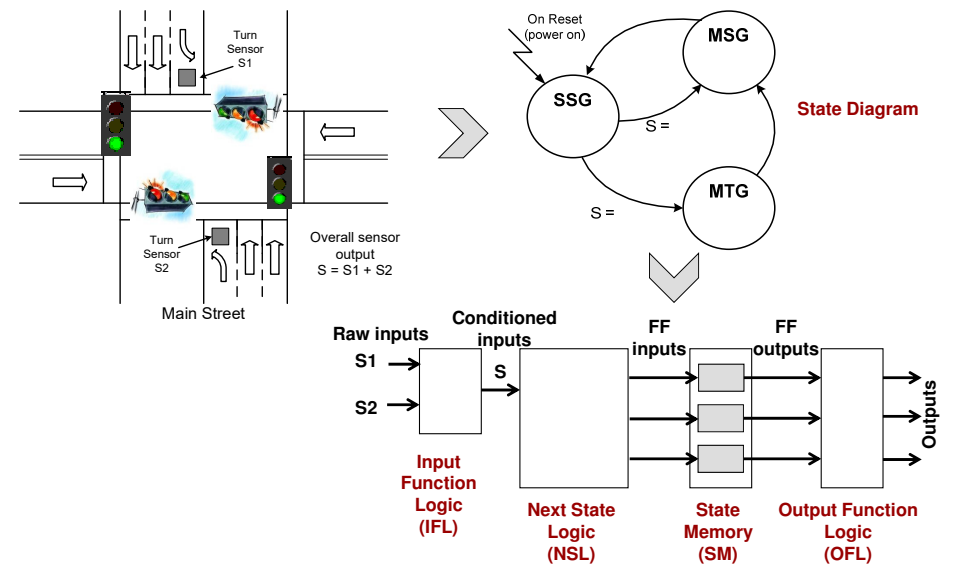 Turn
Sensor
S1
Turn
Sensor
S2
Overall sensor
output
S = S1 + S2
Main Street
On Reset
(power on)
MSG
SSG
S =
State Diagram
MTG
S =
Raw inputs
S1
S2
Conditioned
inputs
S
FF
inputs
FF
outputs
Outputs
Input
Function
Logic
(IFL)
Next State
Logic
(NSL)
State
Memory
(SM)
Output Function
Logic
(OFL)